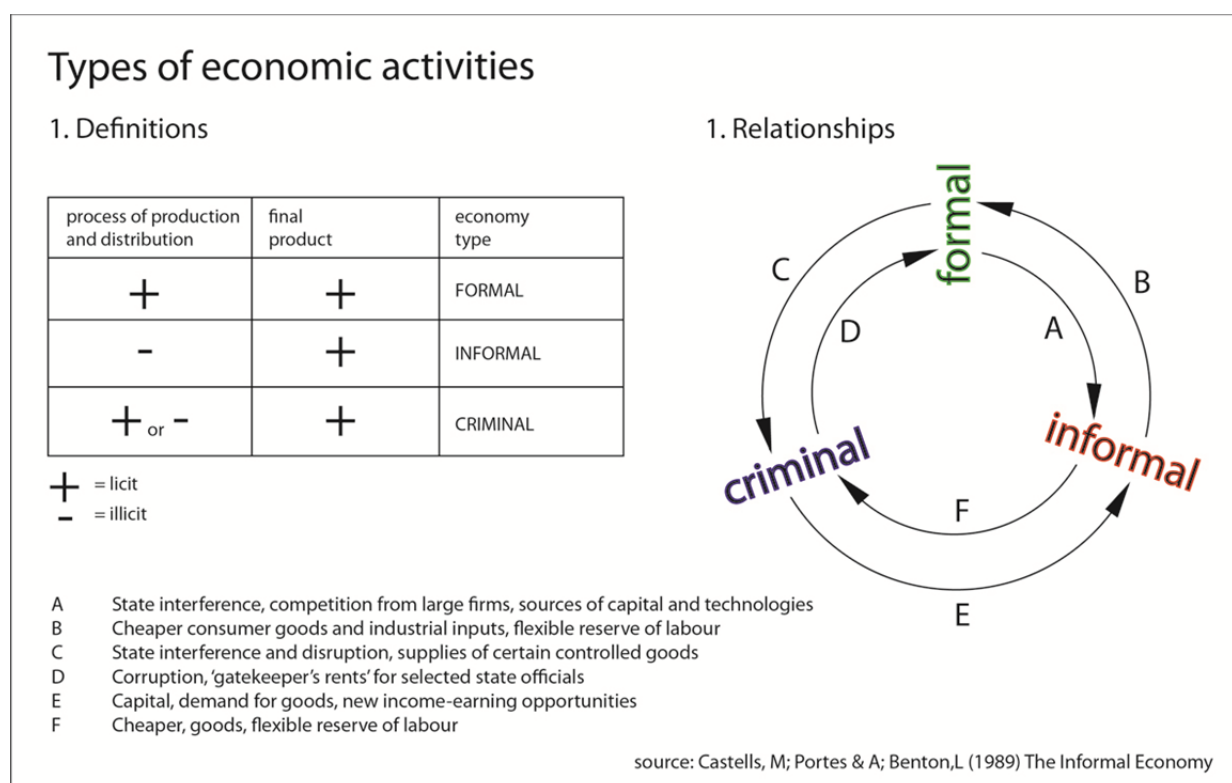 Types of economic activities
1. Definitions
process of production
and distribution
final
product
economy
type
+
+
FORMAL
-
+
INFORMAL
+ or -
+
CRIMINAL
+ = licit
- = illicit
1. Relationships
formal
C
B
D
A
criminal
informal
F
E
A State interference, competition from large firms, sources of capital and technologies
B Cheaper consumer goods and industrial inputs, flexible reserve of labour
C State interference and disruption, supplies of certain controlled goods
D Corruption, ‘gatekeeper’s rents’ for selected state officials
E Capital, demand for goods, new income-earning opportunities
F Cheaper, goods, flexible reserve of labour
source: Castells, M; Portes & A; Benton,L (1989) The Informal Economy